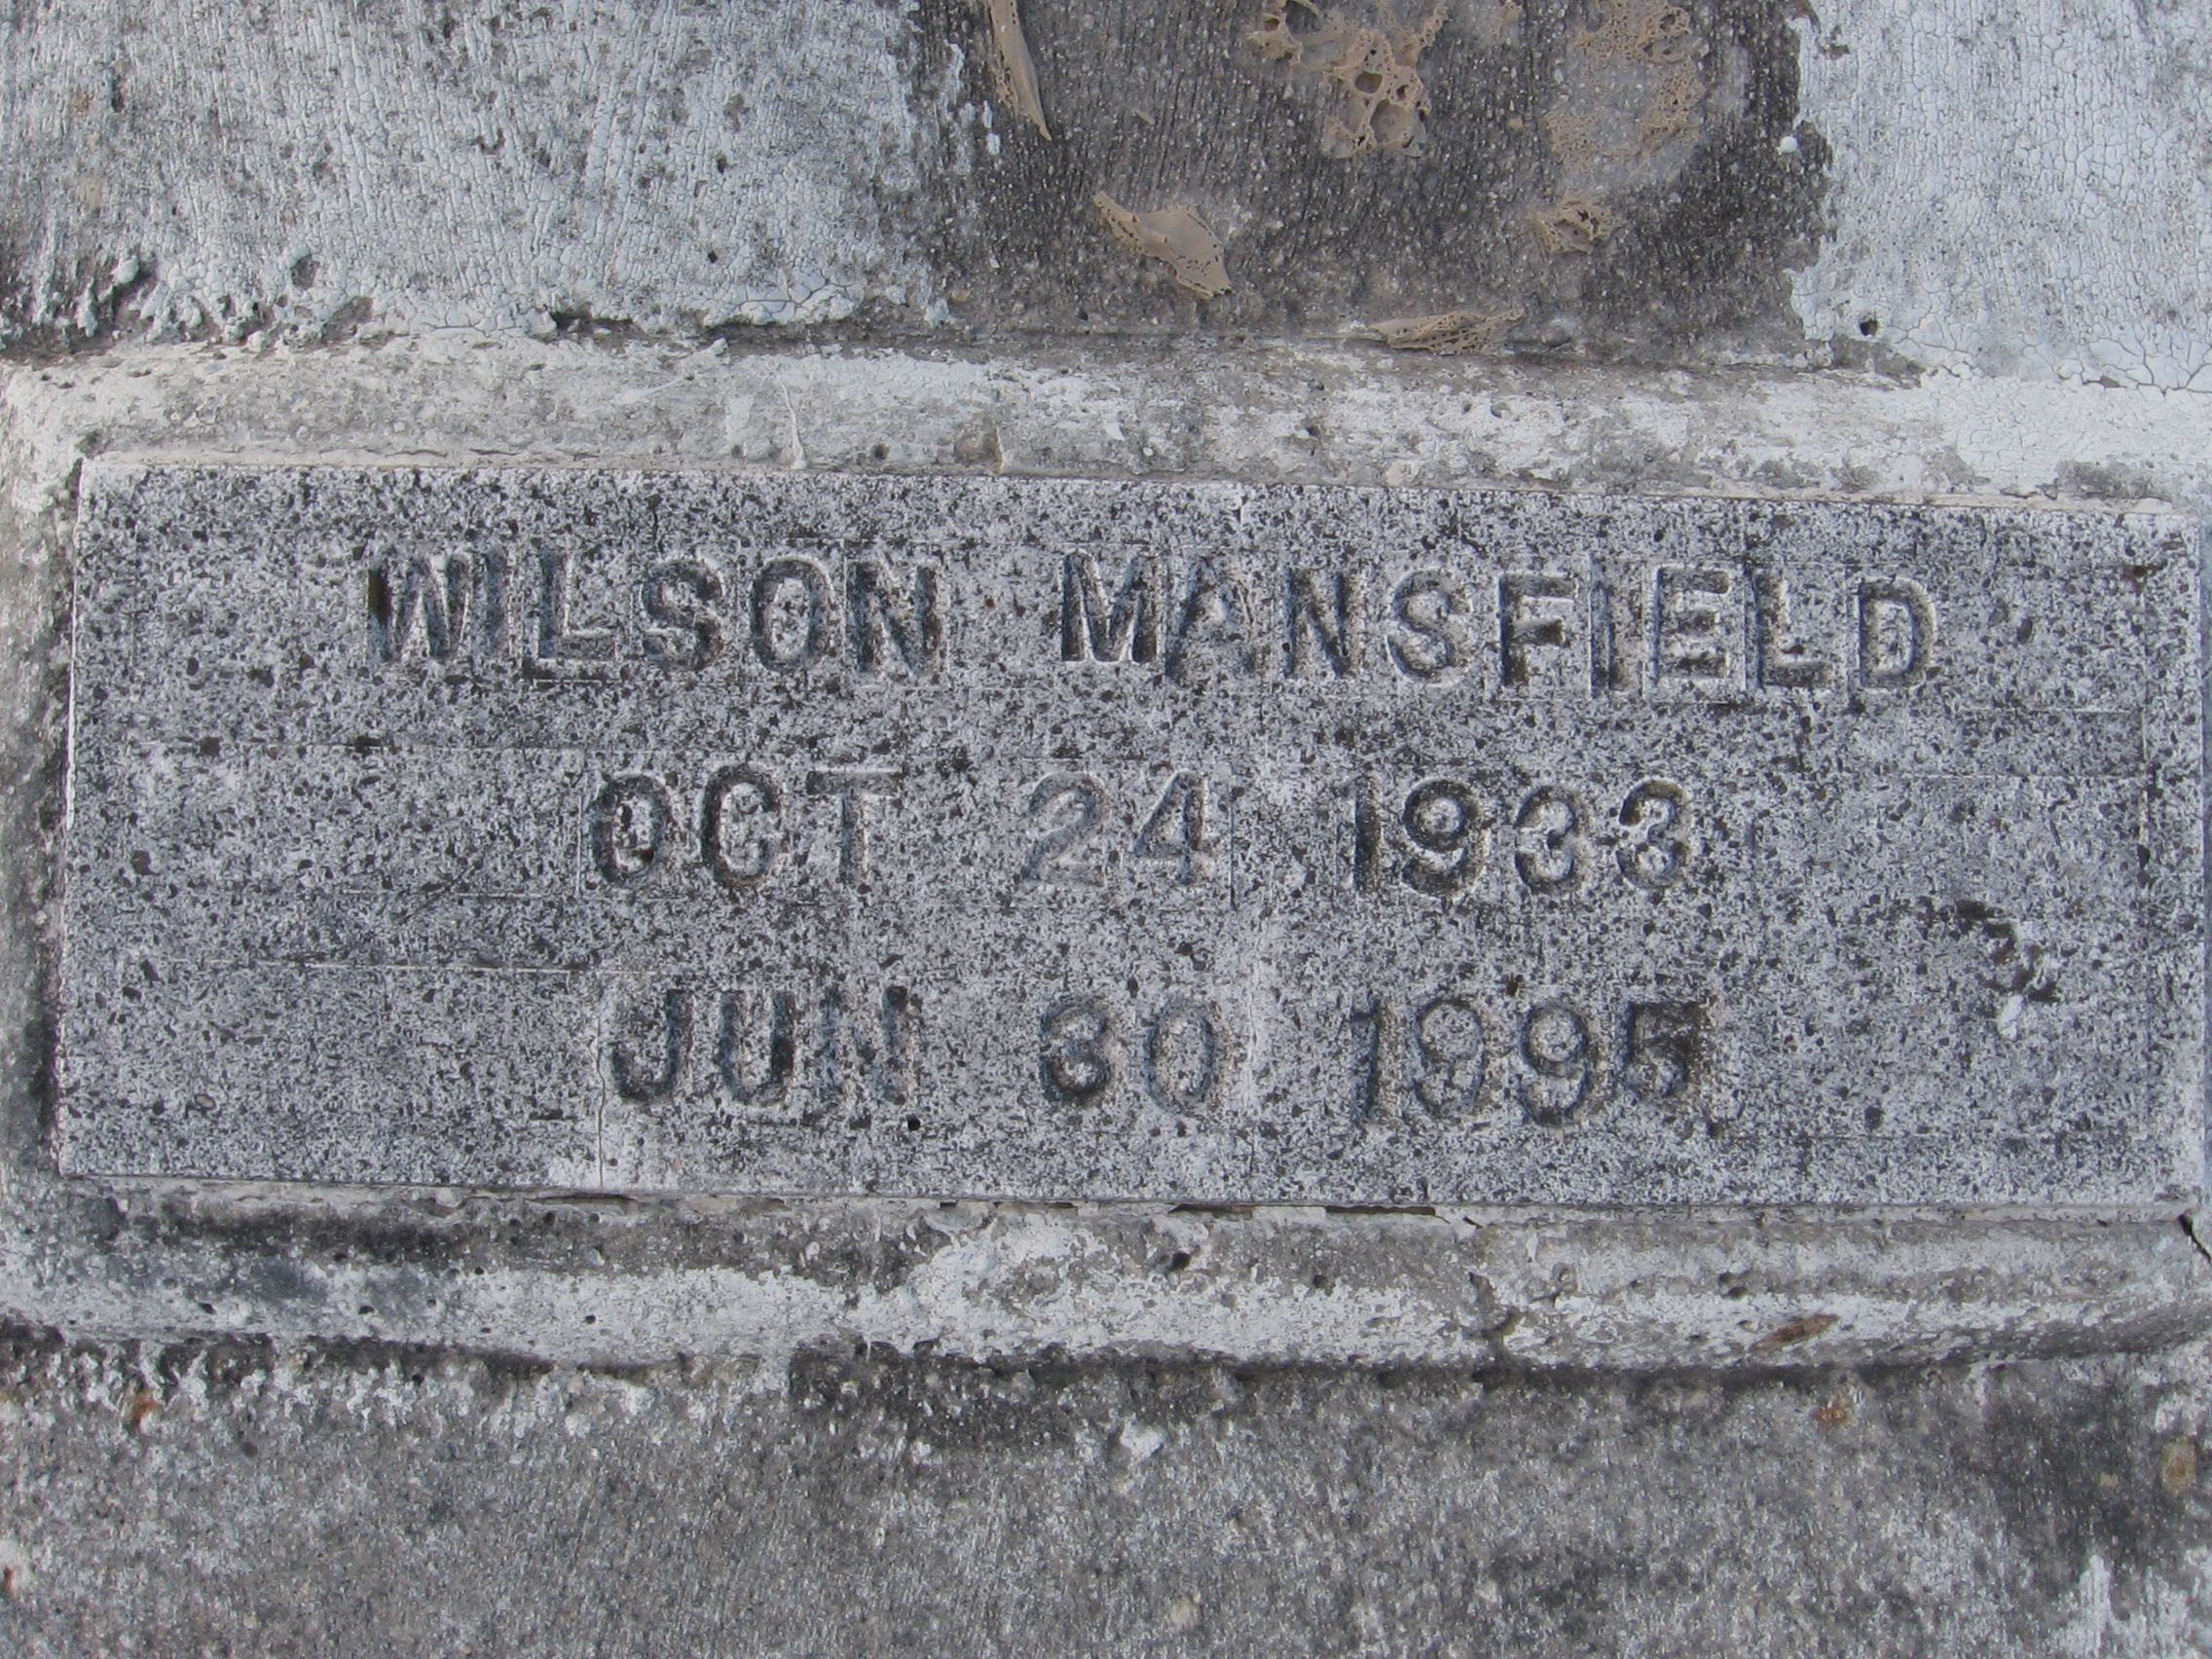 WILSON MANSFIELD
OCT 24 1933
JUN 30 1995